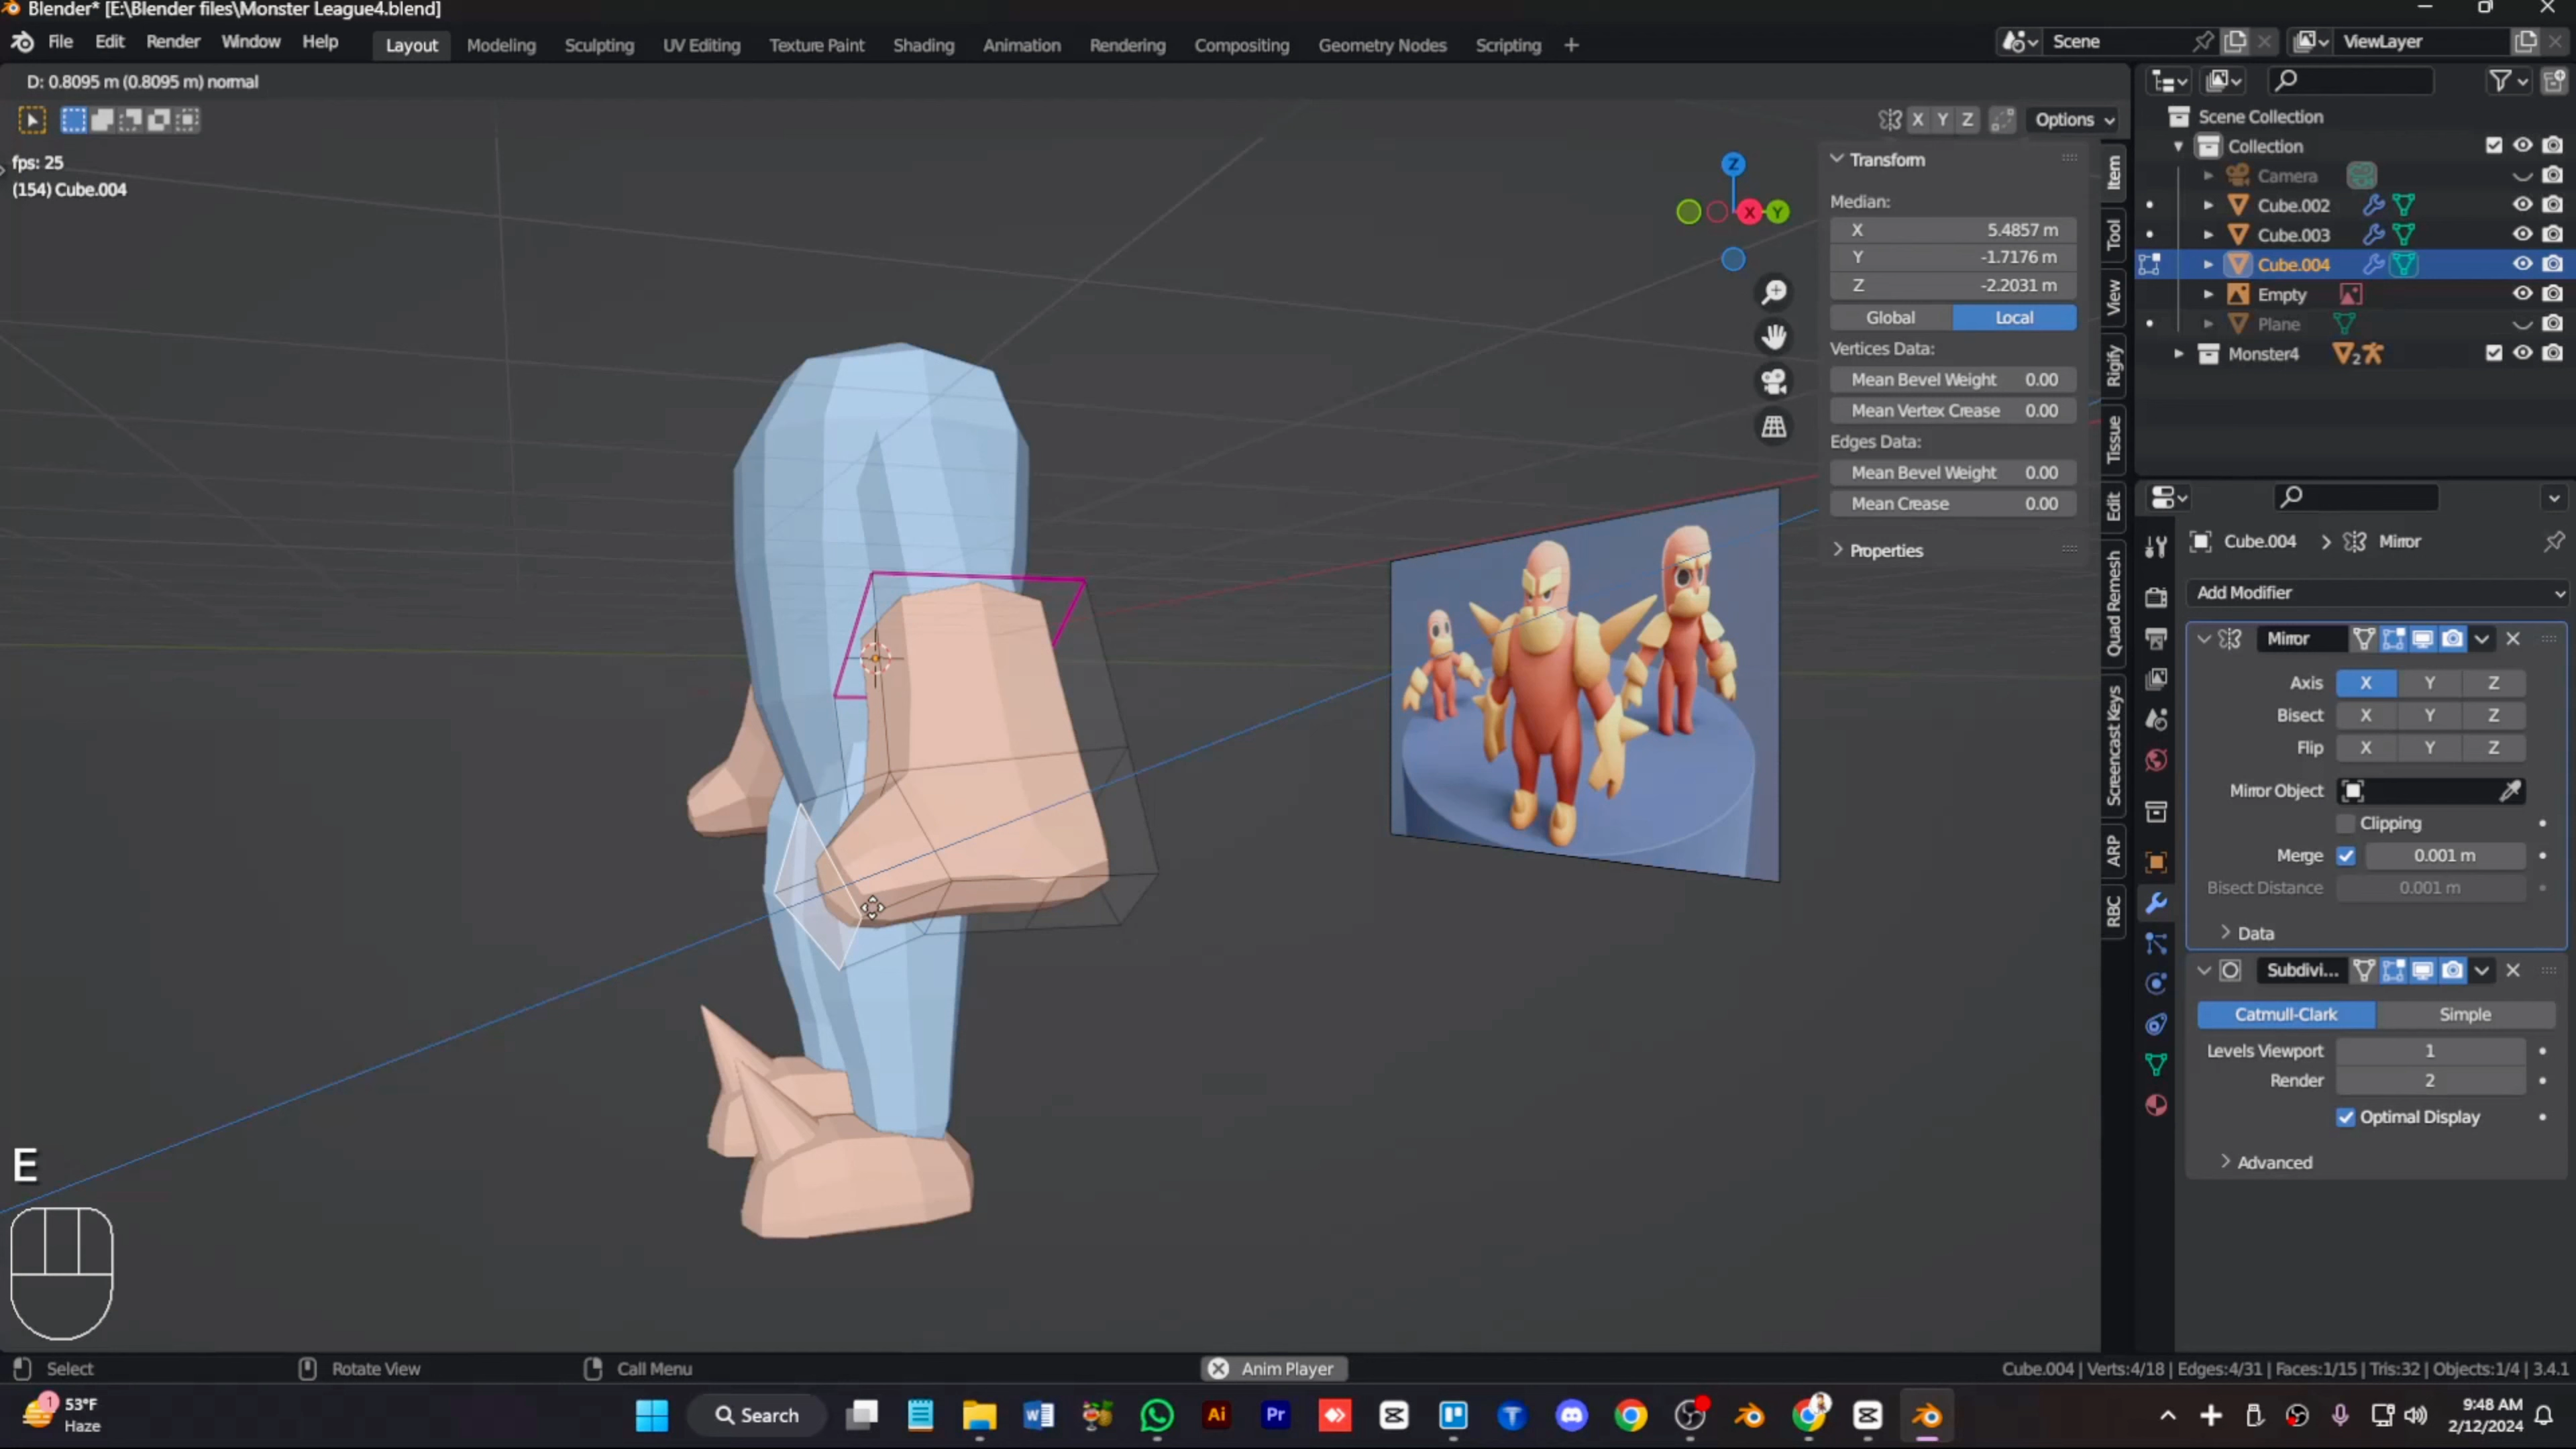 Blender* [E:\Blender files\Monster League4.blend]
File Edit Render Window Help Layout Modeling Sculpting UV Editing Texture Paint Shading Animation Rendering Compositing Geometry Nodes Scripting Scene ViewLayer
D: 0.8095 m (0.8095 m) normal
X Y Z Options
fps: 25
(154) Cube.004
Z
X Y
Transform
Median:
X 5.4857 m
Y -1.7176 m
Z -2.2031 m
Global Local
Vertices Data:
Mean Bevel Weight 0.00
Mean Vertex Crease 0.00
Edges Data:
Mean Bevel Weight 0.00
Mean Crease 0.00
Properties
Item
Tool
View
Rigify
Tissue
Edit
Quad Remesh
Screencast Keys
ARP
RBC
Scene Collection
Collection
Camera
Cube.002
Cube.003
Cube.004
Empty
Plane
Monster4 2
Cube.004 Mirror
Add Modifier
Mirror
Axis X Y Z
Bisect X Y Z
Flip X Y Z
Mirror Object
Clipping
Merge 0.001 m
Bisect Distance 0.001 m
Data
Subdivi...
Catmull-Clark Simple
Levels Viewport 1
Render 2
Optimal Display
Advanced
E
Select Rotate View Call Menu Anim Player Cube.004 | Verts:4/18 | Edges:4/31 | Faces:1/15 | Tris:32 | Objects:1/4 | 3.4.1
1 53°F
Haze
Search
Ai
Pr
9:48 AM
2/12/2024